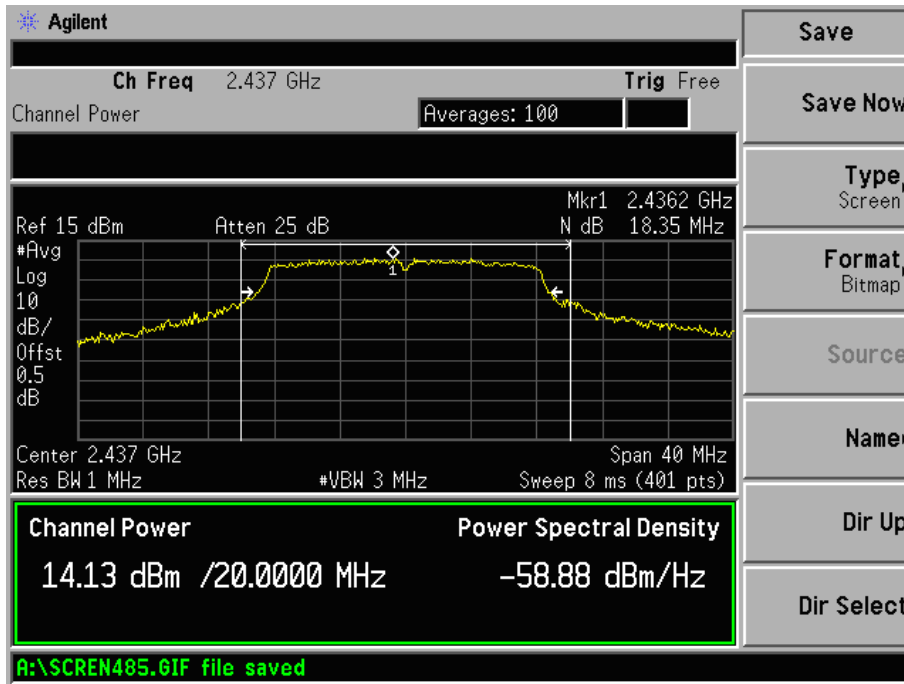 Agilent
Ch Freq 2.437 GHz Trig Free
Channel Power Averages: 100
Mkr1 2.4362 GHz
Ref 15 dBm Atten 25 dB N dB 18.35 MHz
#Avg
Log
10
dB/
Offst
0.5
dB
1
Center 2.437 GHz Span 40 MHz
Res BW 1 MHz #VBW 3 MHz Sweep 8 ms (401 pts)
Channel Power Power Spectral Density
14.13 dBm /20.0000 MHz -58.88 dBm/Hz
A:\SCREN485.GIF file saved
Save
Save Now
Type
Screen
Format
Bitmap
Source
Name
Dir Up
Dir Select